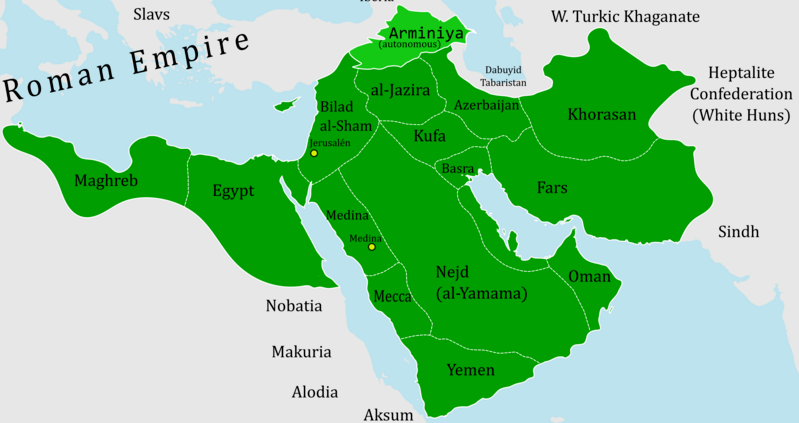 Iberia
Slavs
W. Turkic Khaganate
Roman Empire
Arminiya
(autonomous)
Dabuyid
Tabaristan
Heptalite
Confederation
(White Huns)
al-Jazira
Azerbaijan
Bilad
al-Sham
Khorasan
Kufa
Jerusalén
Basra
Maghreb
Egypt
Fars
Medina
Medina
Sindh
Nejd
(al-Yamama)
Oman
Mecca
Nobatia
Makuria
Yemen
Alodia
Aksum